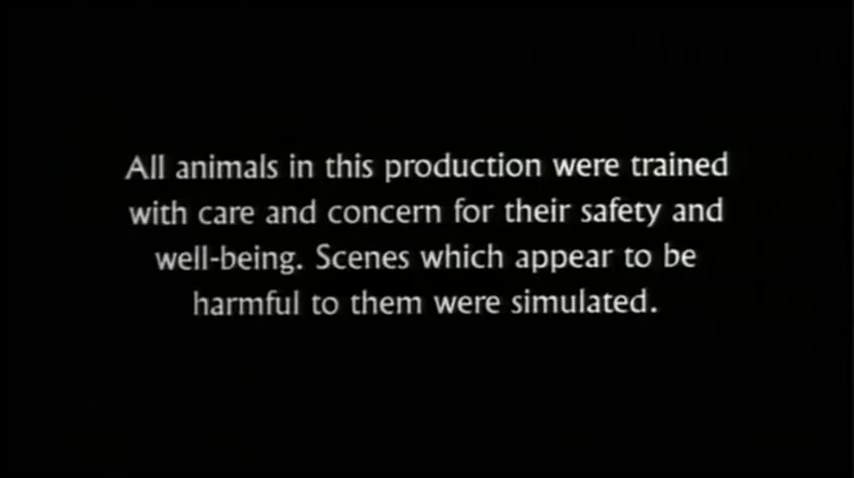 All animals in this production were trained
with care and concern for their safety and
well-being. Scenes which appear to be
harmful to them were simulated.